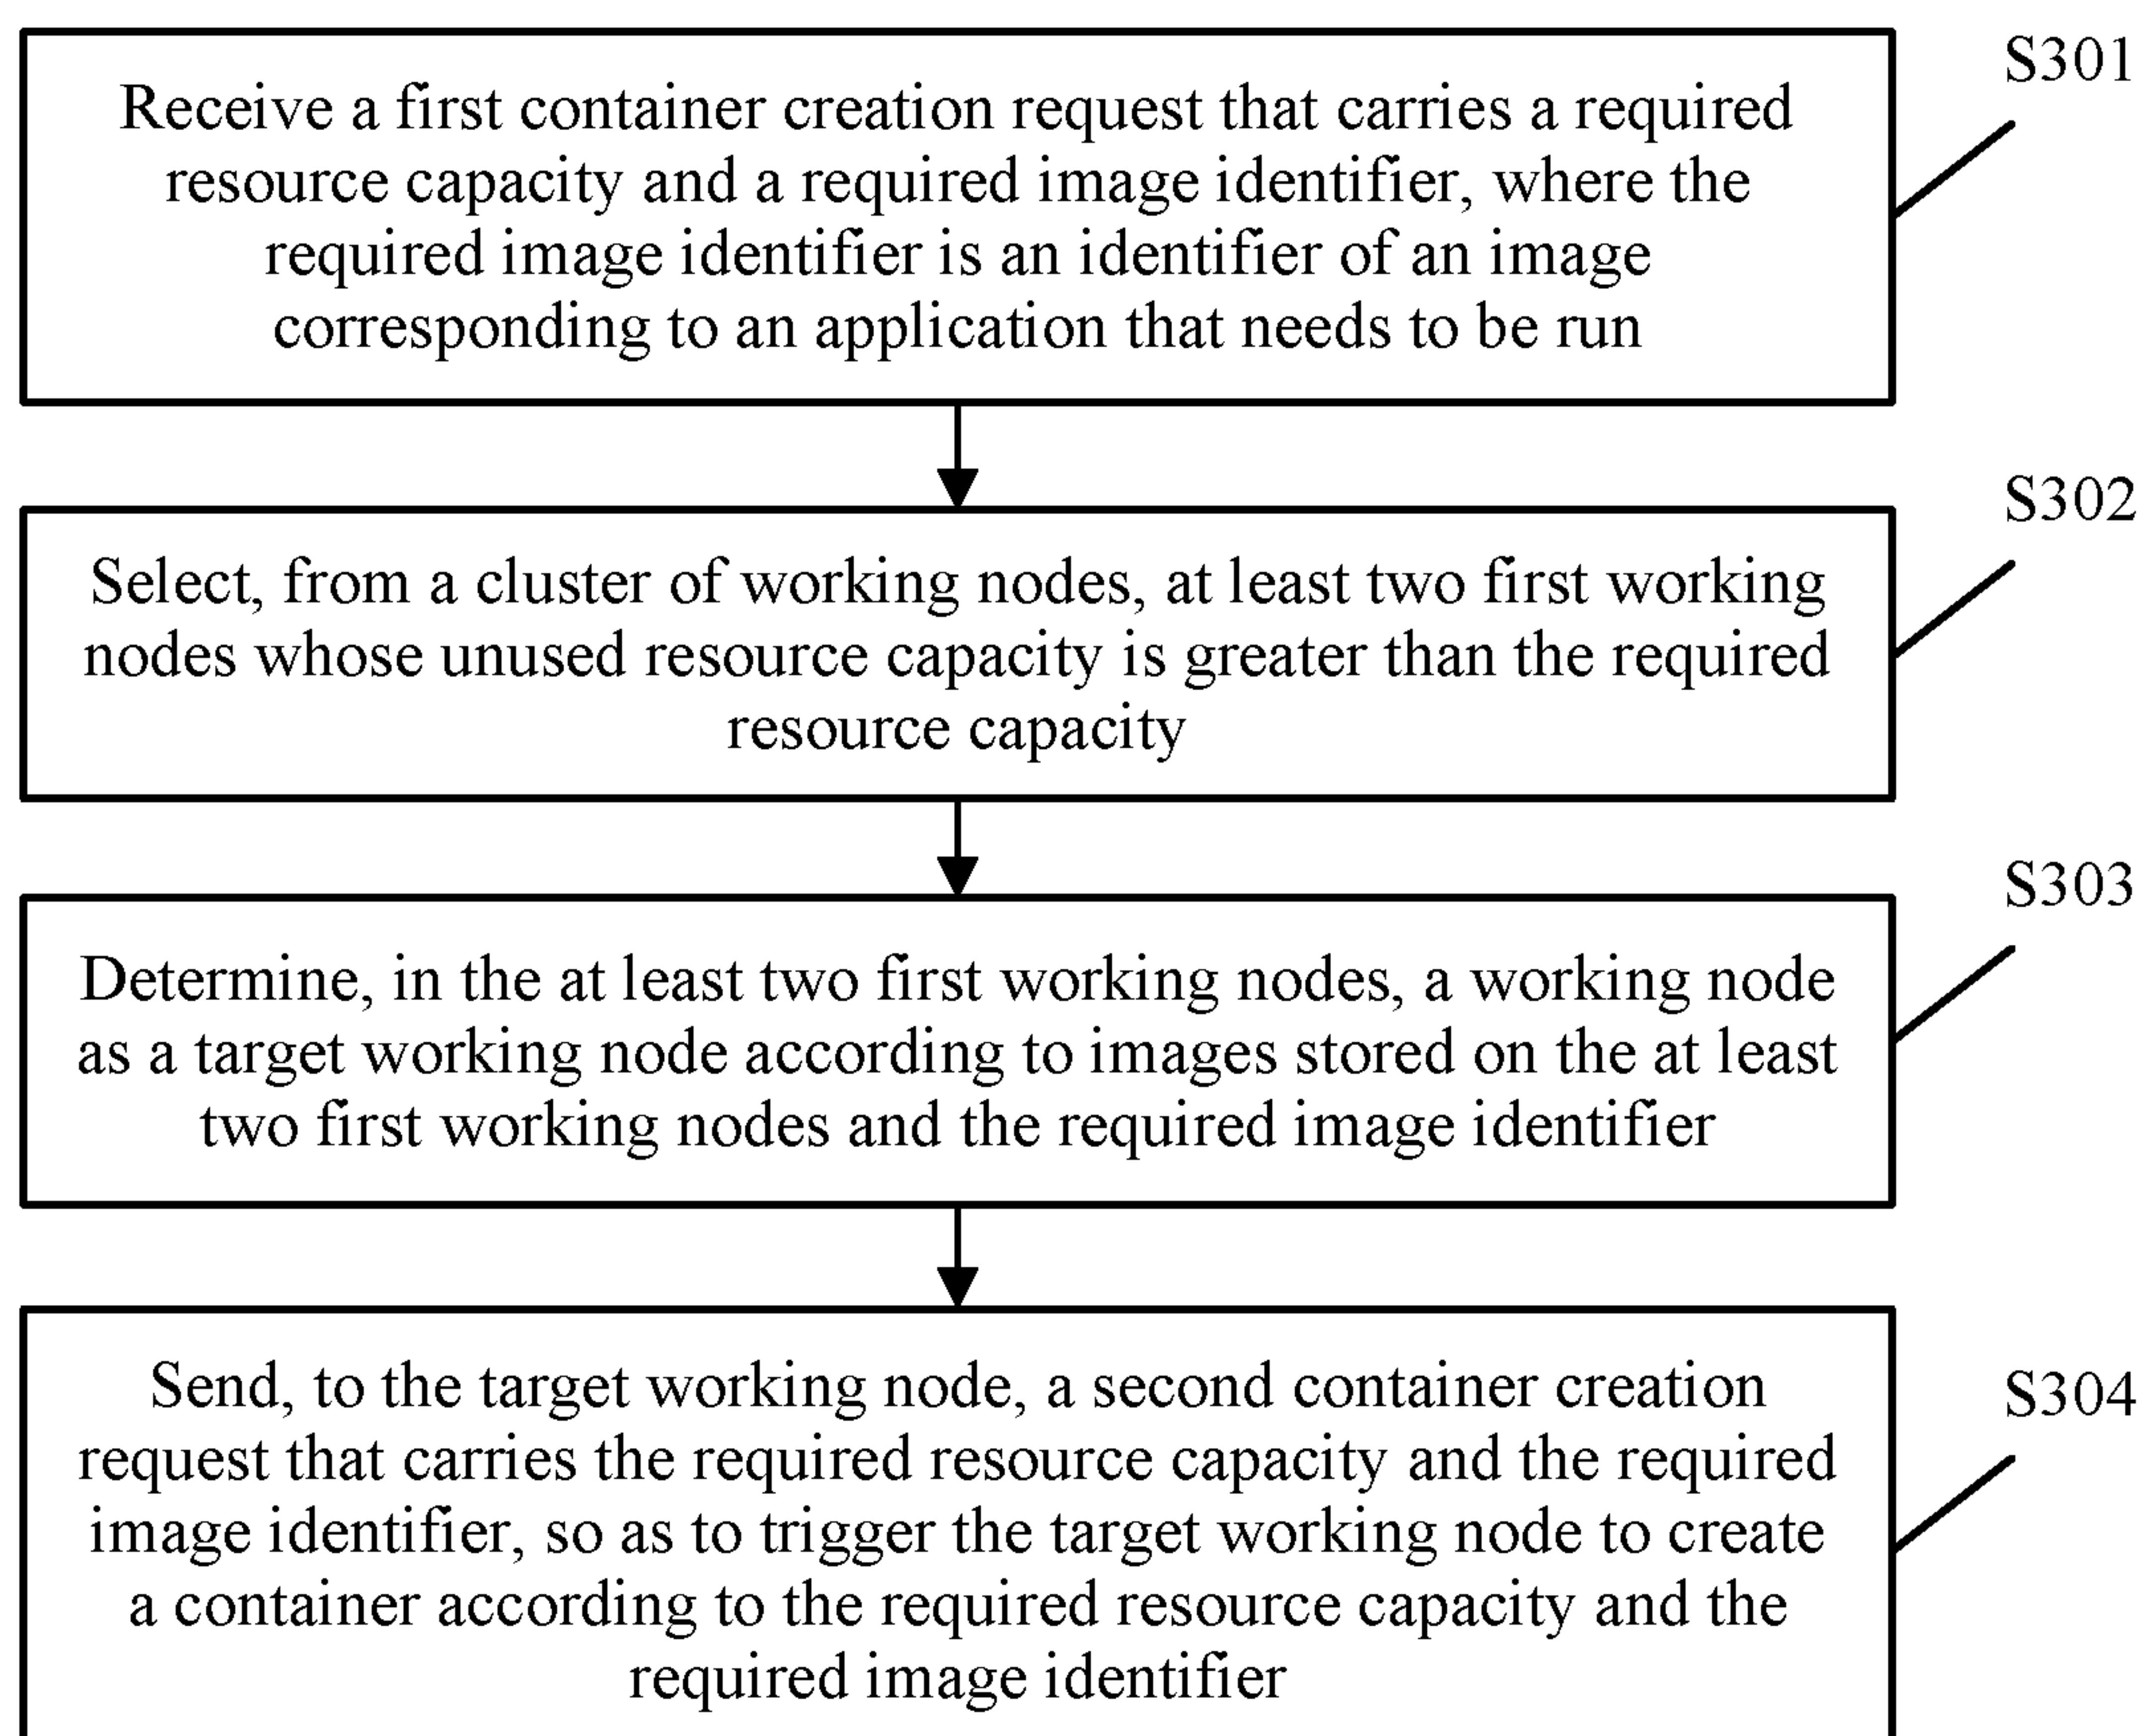 S301
Receive a first container creation request that carries a required
resource capacity and a required image identifier, where the
required image identifier is an identifier of an image
corresponding to an application that needs to be run
S302
Select, from a cluster of working nodes, at least two first working
nodes whose unused resource capacity is greater than the required
resource capacity
S303
Determine, in the at least two first working nodes, a working node
as a target working node according to images stored on the at least
two first working nodes and the required image identifier
S304
Send, to the target working node, a second container creation
request that carries the required resource capacity and the required
image identifier, so as to trigger the target working node to create
a container according to the required resource capacity and the
required image identifier